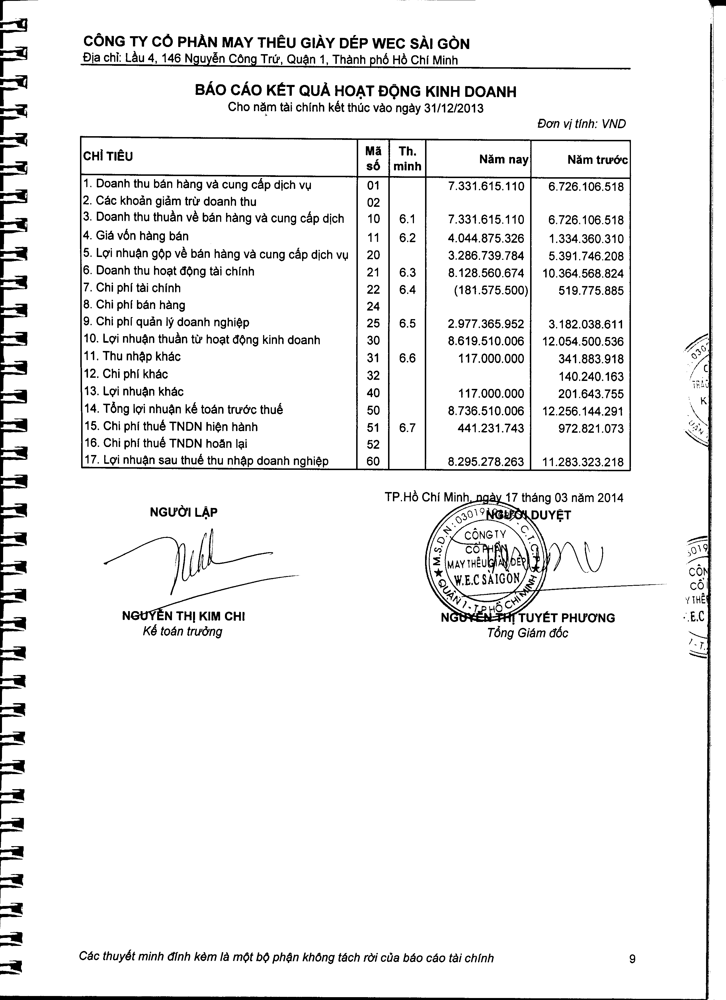 CÔNG TY CỔ PHẦN MAY THÊU GIÀY DÉP WEC SÀI GÒN
Địa chỉ: Lầu 4, 146 Nguyễn Công Trứ, Quận 1, Thành phố Hồ Chí Minh
BÁO CÁO KẾT QUẢ HOẠT ĐỘNG KINH DOANH
Cho năm tài chính kết thúc vào ngày 31/12/2013
Đơn vị tính: VND
CHỈ TIÊU Mã số Th. minh Năm nay Năm trước
1. Doanh thu bán hàng và cung cấp dịch vụ 01 7.331.615.110 6.726.106.518
2. Các khoản giảm trừ doanh thu 02
3. Doanh thu thuần về bán hàng và cung cấp dịch 10 6.1 7.331.615.110 6.726.106.518
4. Giá vốn hàng bán 11 6.2 4.044.875.326 1.334.360.310
5. Lợi nhuận gộp về bán hàng và cung cấp dịch vụ 20 3.286.739.784 5.391.746.208
6. Doanh thu hoạt động tài chính 21 6.3 8.128.560.674 10.364.568.824
7. Chi phí tài chính 22 6.4 (181.575.500) 519.775.885
8. Chi phí bán hàng 24
9. Chi phí quản lý doanh nghiệp 25 6.5 2.977.365.952 3.182.038.611
10. Lợi nhuận thuần từ hoạt động kinh doanh 30 8.619.510.006 12.054.500.536
11. Thu nhập khác 31 6.6 117.000.000 341.883.918
12. Chi phí khác 32 140.240.163
13. Lợi nhuận khác 40 117.000.000 201.643.755
14. Tổng lợi nhuận kế toán trước thuế 50 8.736.510.006 12.256.144.291
15. Chi phí thuế TNDN hiện hành 51 6.7 441.231.743 972.821.073
16. Chi phí thuế TNDN hoãn lại 52
17. Lợi nhuận sau thuế thu nhập doanh nghiệp 60 8.295.278.263 11.283.323.218
TP.Hồ Chí Minh, ngày 17 tháng 03 năm 2014
NGƯỜI LẬP NGƯỜI DUYỆT
M.S.D.N: C.T.C.P
CÔNG TY
CỔ PHẦN
MAY THÊU GIÀY DÉP
W.E.C SÀI GÒN
QUẬN 1 - T.P HỒ CHÍ MINH
NGUYỄN THỊ KIM CHI NGUYỄN THỊ TUYẾT PHƯƠNG
Kế toán trưởng Tổng Giám đốc
Các thuyết minh đính kèm là một bộ phận không tách rời của báo cáo tài chính 9